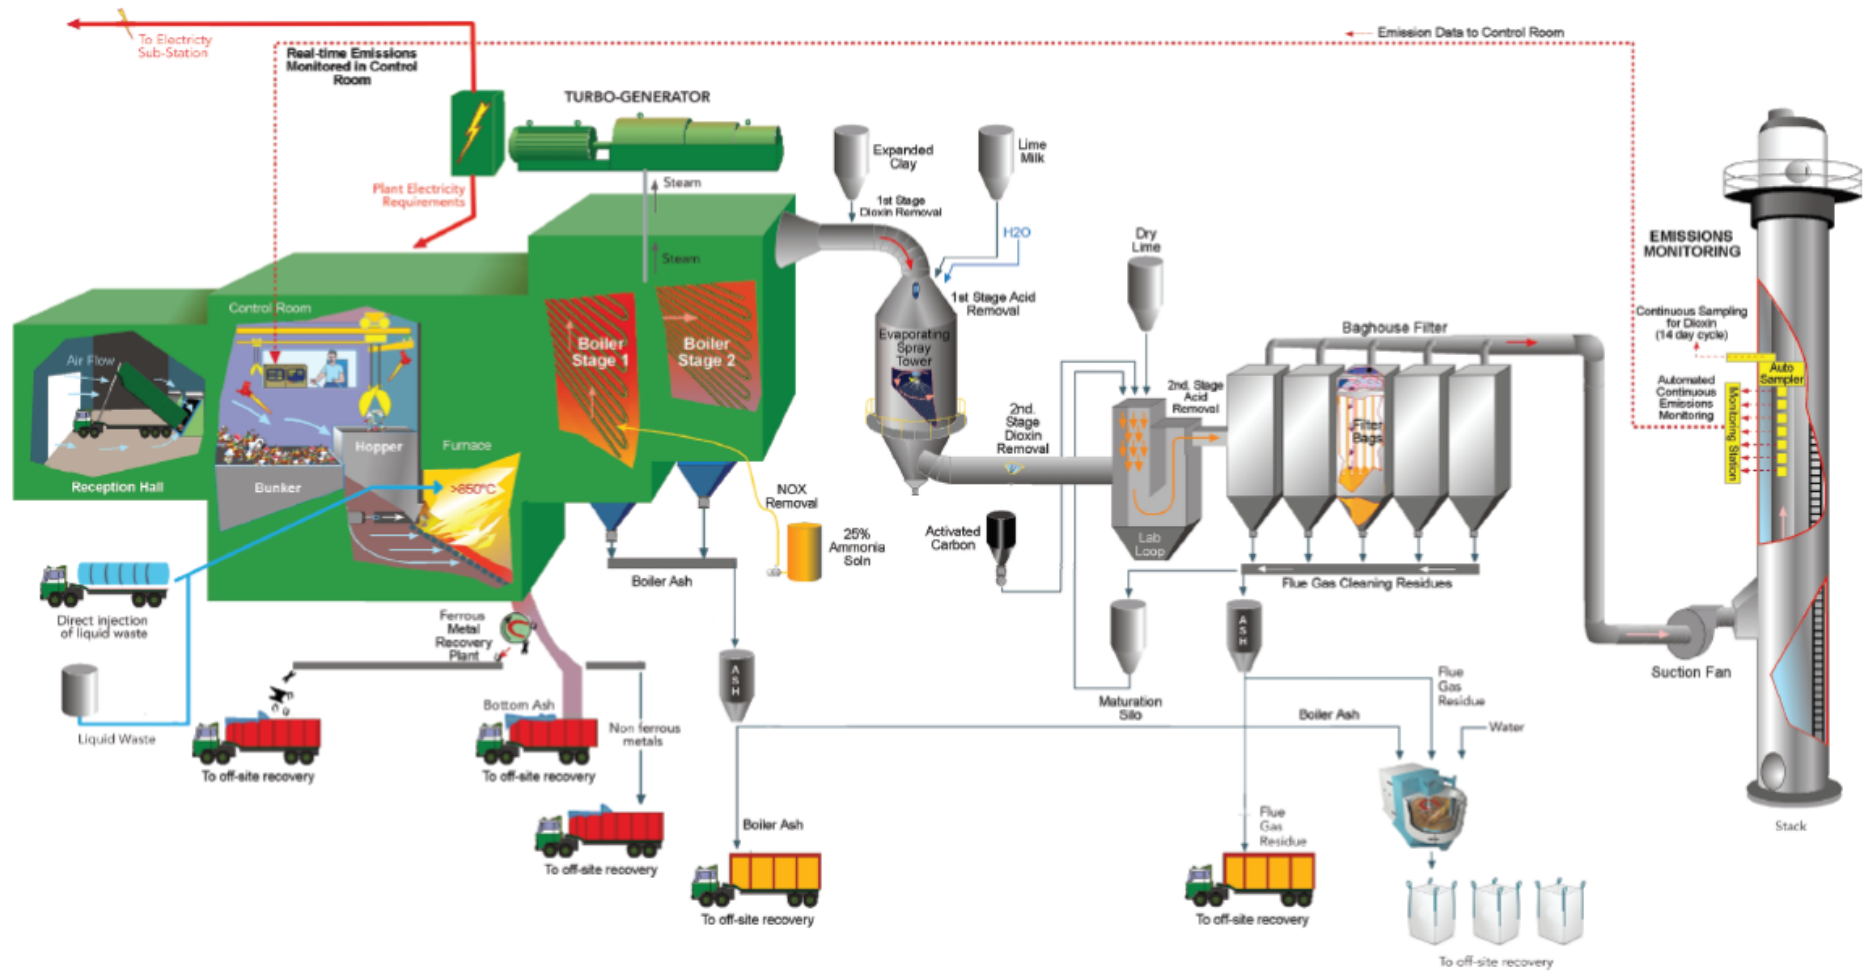 To Electricty
Sub-Station
Real-time Emissions
Monitored in Control
Room
Emission Data to Control Room
TURBO-GENERATOR
Plant Electricity
Requirements
Steam
Steam
Expanded
Clay
1st Stage
Dioxin Removal
Lime
Milk
H2O
1st Stage Acid
Removal
Dry
Lime
EMISSIONS
MONITORING
Continuous Sampling
for Dioxin
(14 day cycle)
Auto
Sampler
Automated
Continuous
Emissions
Monitoring
Monitoring Station
Control Room
Air Flow
Reception Hall
Bunker
Hopper
Furnace
>850°C
Boiler
Stage 1
Boiler
Stage 2
Evaporating
Spray
Tower
2nd.
Stage
Dioxin
Removal
2nd. Stage
Acid
Removal
Baghouse Filter
Filter
Bags
NOX
Removal
25%
Ammonia
Soln
Activated
Carbon
Lab
Loop
Boiler Ash
Flue Gas Cleaning Residues
Direct injection
of liquid waste
Ferrous
Metal
Recovery
Plant
ASH
ASH
Maturation
Silo
Suction Fan
Flue
Gas
Residue
Liquid Waste
Bottom Ash
Non ferrous
metals
Boiler Ash
Water
To off-site recovery
To off-site recovery
To off-site recovery
Boiler Ash
To off-site recovery
Flue
Gas
Residue
To off-site recovery
Stack
To off-site recovery